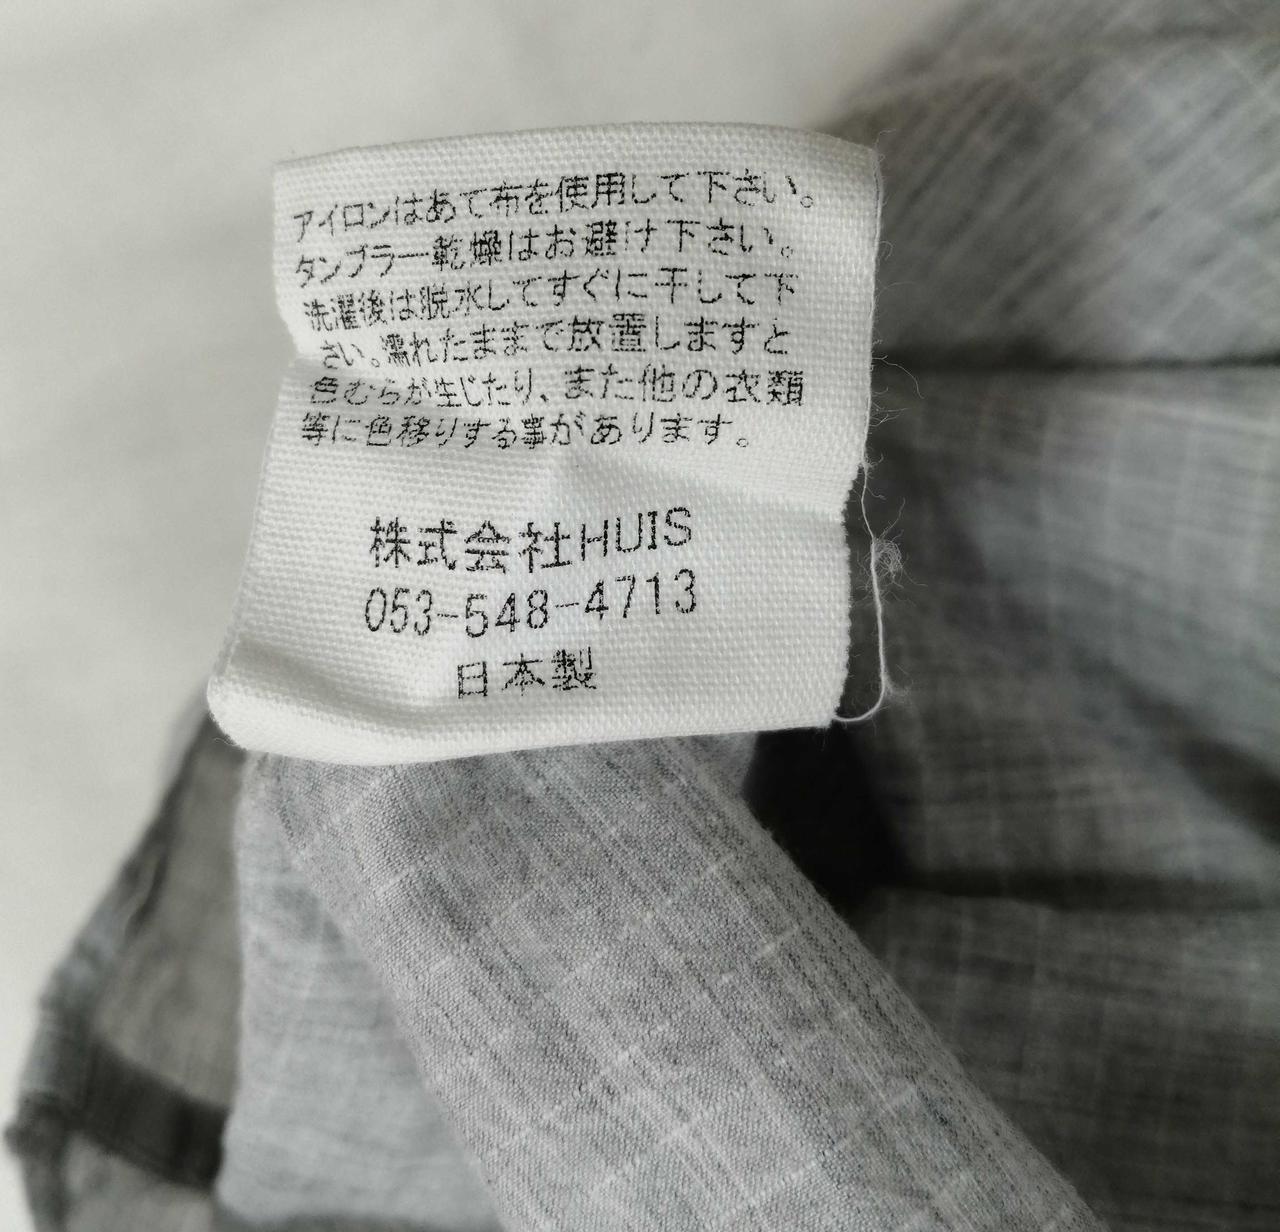 アイロンはあて布を使用して下さい。
タンブラー乾燥はお避け下さい。
洗濯後は脱水してすぐに干して下
さい。濡れたままで放置しますと
色むらが生じたり、また他の衣類
等に色移りする事があります。
株式会社HUIS
053-548-4713
日本製